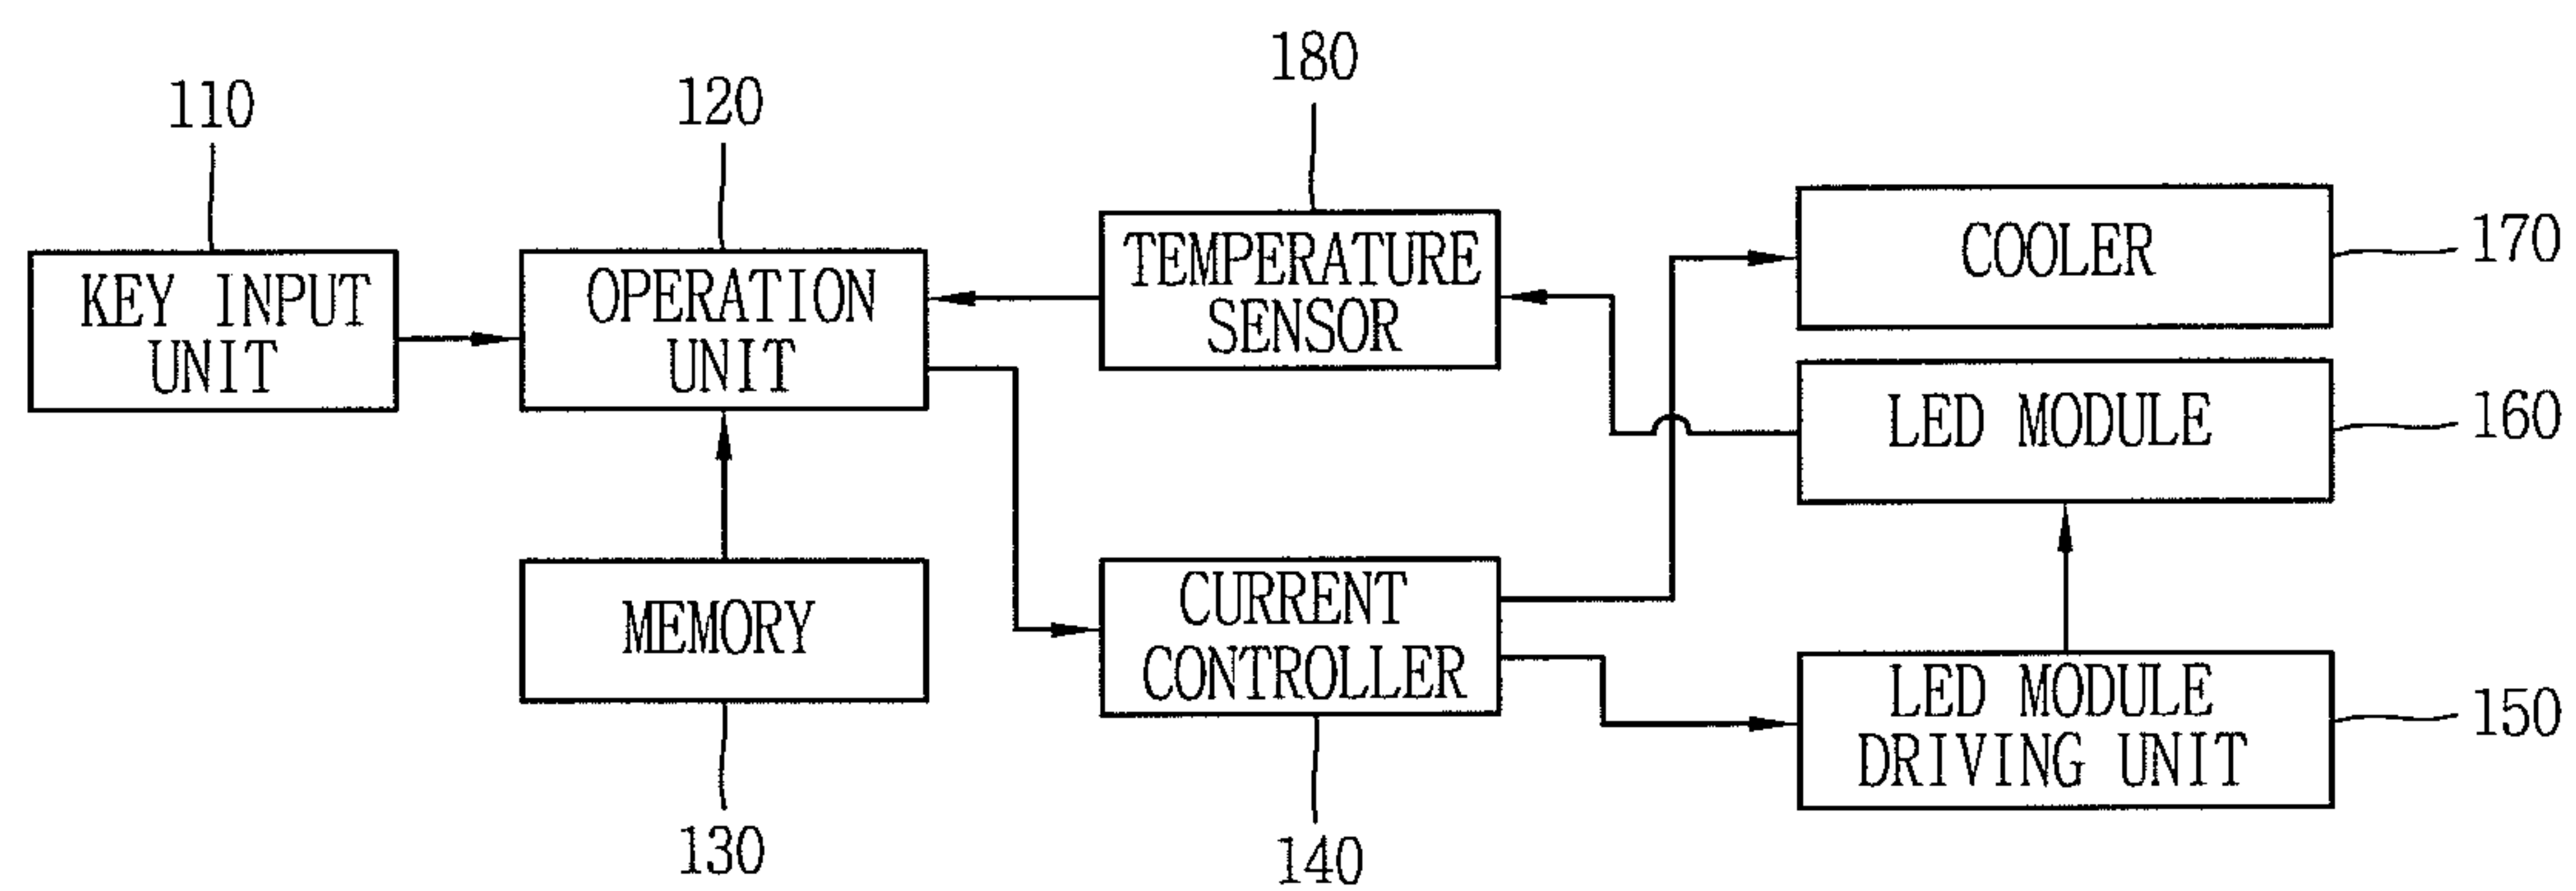 180
110
120
KEY INPUT
UNIT
OPERATION
UNIT
TEMPERATURE
SENSOR
COOLER
170
LED MODULE
160
MEMORY
CURRENT
CONTROLLER
LED MODULE
DRIVING UNIT
150
130
140